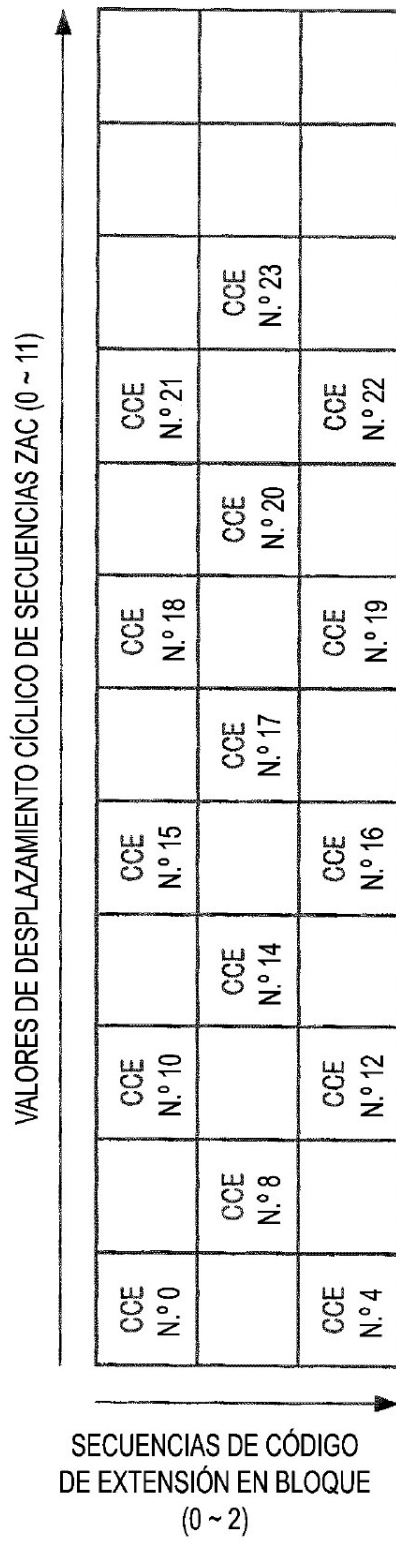 VALORES DE DESPLAZAMIENTO CÍCLICO DE SECUENCIAS ZAC (0 ~ 11)
SECUENCIAS DE CÓDIGO
DE EXTENSIÓN EN BLOQUE
(0 ~ 2)
CCE
N.º 0
CCE
N.º 10
CCE
N.º 15
CCE
N.º 18
CCE
N.º 21
CCE
N.º 8
CCE
N.º 14
CCE
N.º 17
CCE
N.º 20
CCE
N.º 23
CCE
N.º 4
CCE
N.º 12
CCE
N.º 16
CCE
N.º 19
CCE
N.º 22